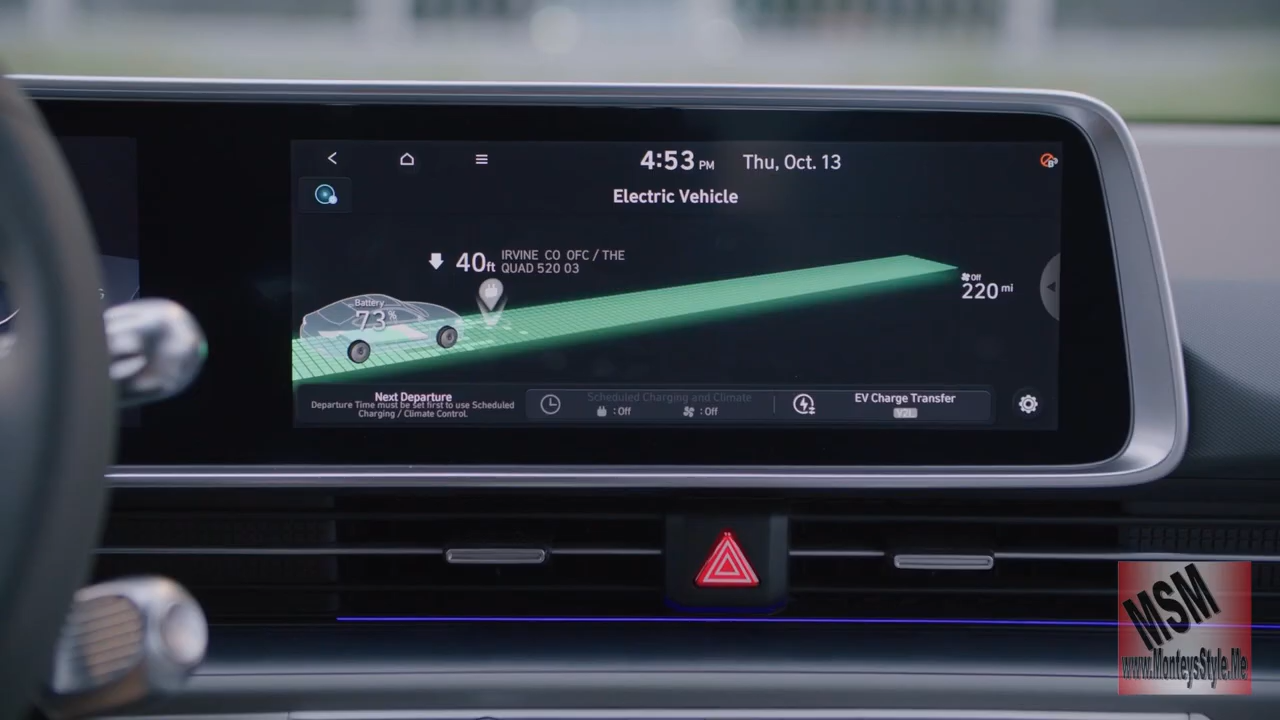 4:53 PM Thu, Oct. 13
Electric Vehicle
40ft IRVINE CO OFC / THE
QUAD 520 03
Off
220 mi
Battery
73%
Next Departure
Departure Time must be set first to use Scheduled
Charging / Climate Control.
Scheduled Charging and Climate
: Off : Off
EV Charge Transfer
V2L
MSM
www.MonteysStyle.Me